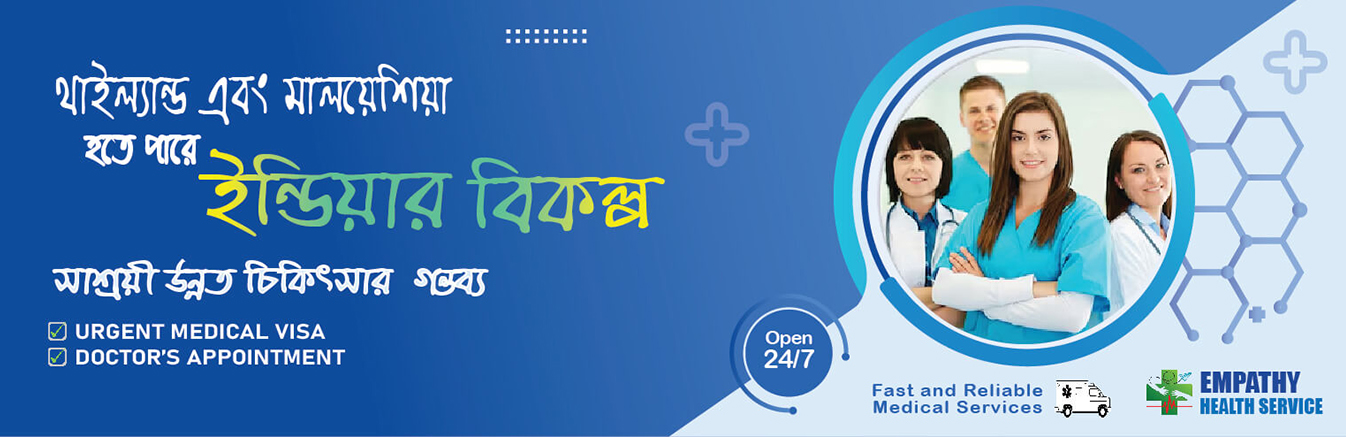 থাইল্যান্ড এবং মালয়েশিয়া
হতে পারে
ইন্ডিয়ার বিকল্প
সাশ্রয়ী উন্নত চিকিৎসার গন্তব্য
URGENT MEDICAL VISA
DOCTOR'S APPOINTMENT
Open
24/7
Fast and Reliable
Medical Services
EMPATHY
HEALTH SERVICE